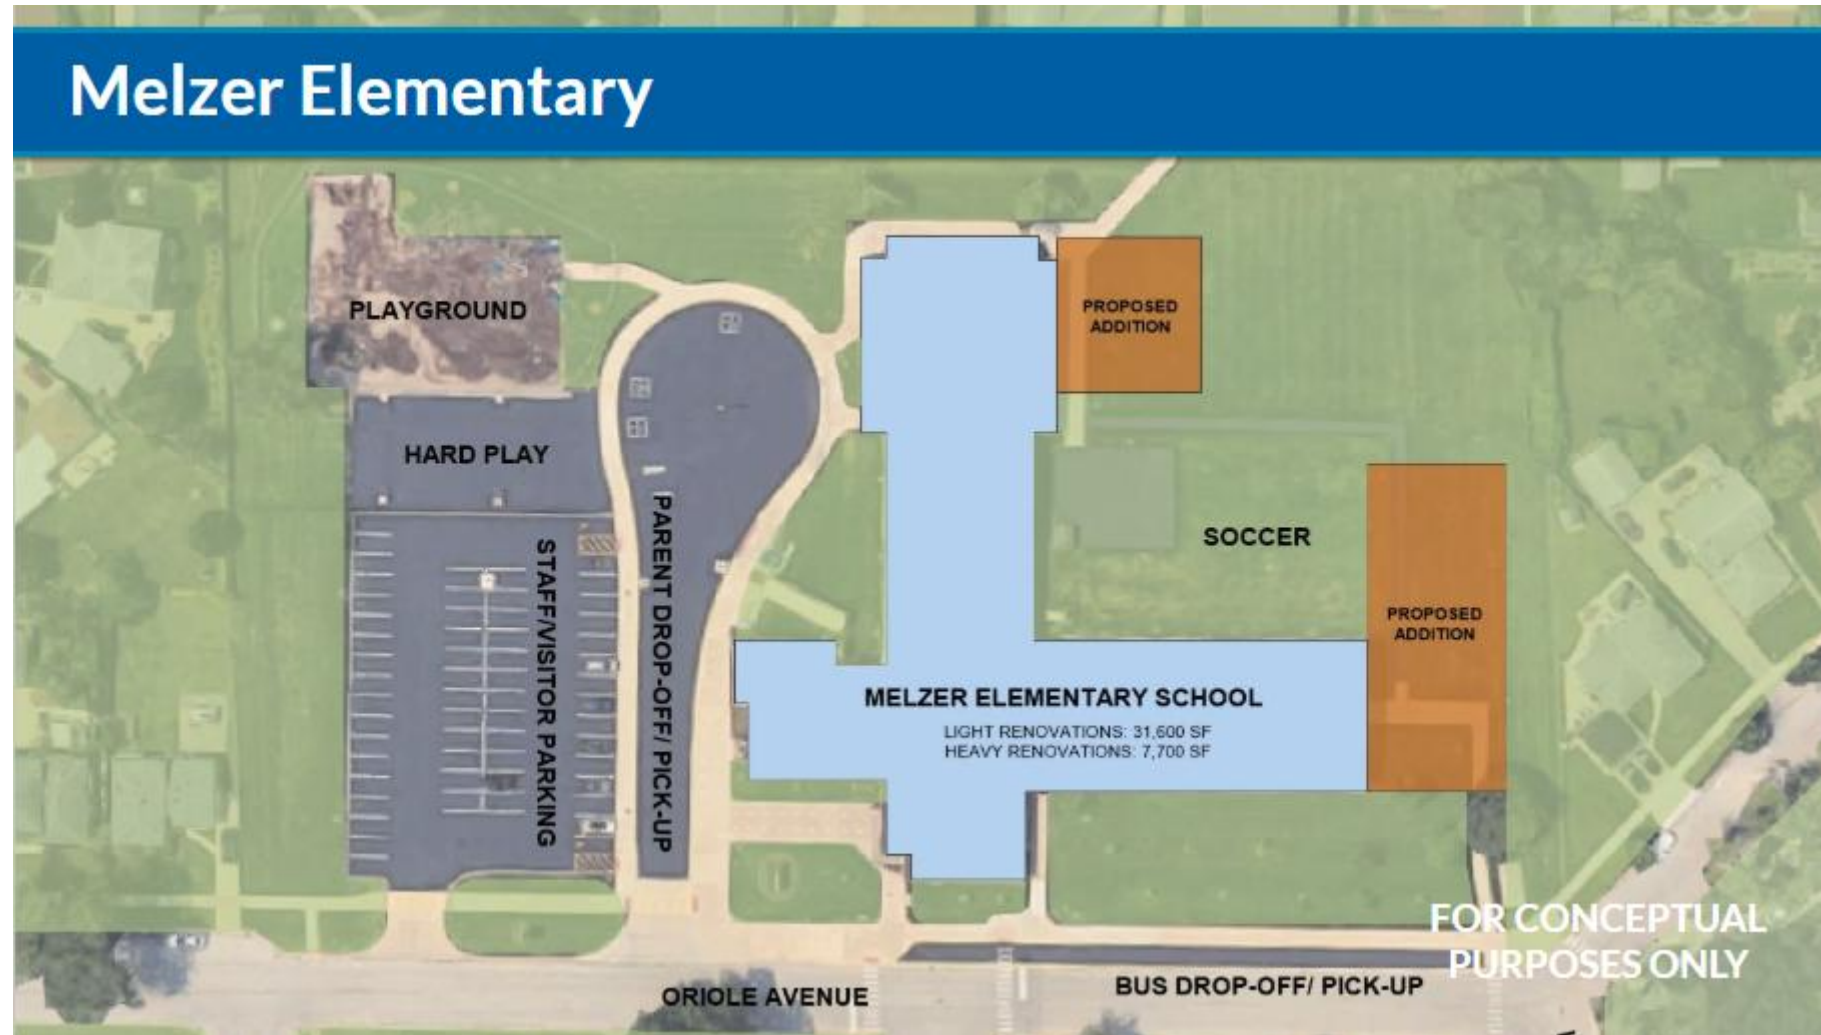 Melzer Elementary
PLAYGROUND
PROPOSED
ADDITION
HARD PLAY
SOCCER
STAFF/VISITOR PARKING
PARENT DROP-OFF/ PICK-UP
PROPOSED
ADDITION
MELZER ELEMENTARY SCHOOL
LIGHT RENOVATIONS: 31,600 SF
HEAVY RENOVATIONS: 7,700 SF
FOR CONCEPTUAL
PURPOSES ONLY
ORIOLE AVENUE
BUS DROP-OFF/ PICK-UP